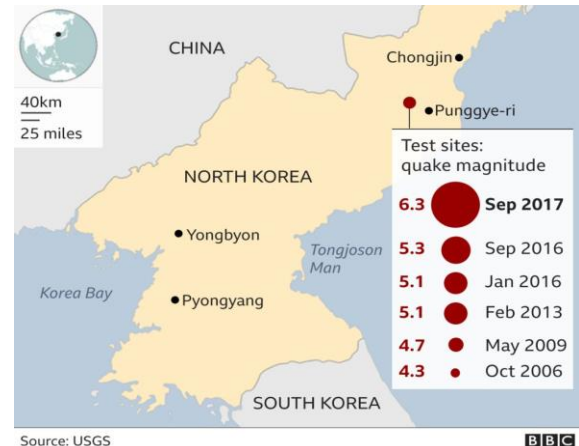 40km
25 miles
CHINA
Chongjin
Punggye-ri
NORTH KOREA
Yongbyon
Tongjoson
Man
Korea Bay
Pyongyang
SOUTH KOREA
Test sites:
quake magnitude
6.3 Sep 2017
5.3 Sep 2016
5.1 Jan 2016
5.1 Feb 2013
4.7 May 2009
4.3 Oct 2006
Source: USGS
BBC